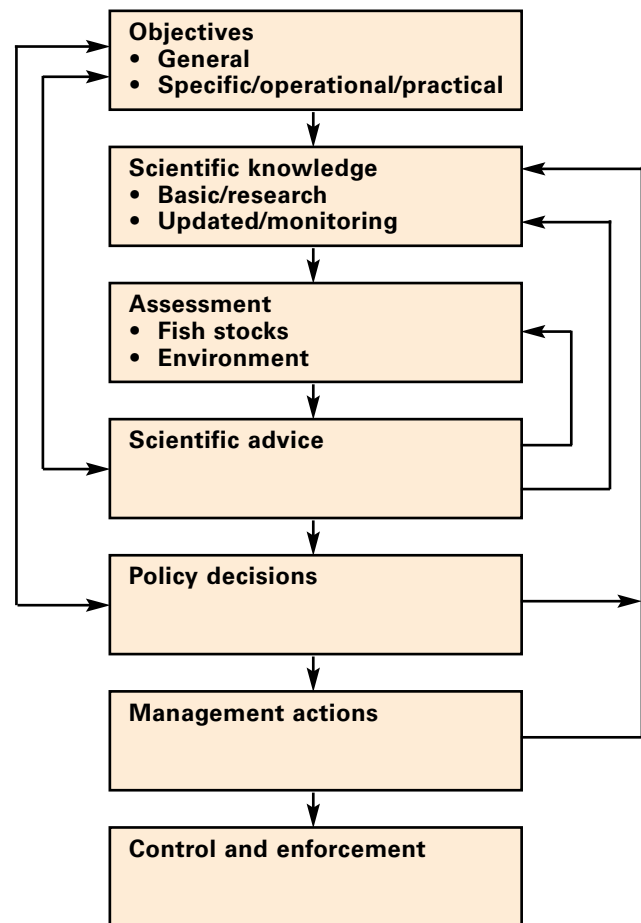 Objectives
• General
• Specific/operational/practical
Scientific knowledge
• Basic/research
• Updated/monitoring
Assessment
• Fish stocks
• Environment
Scientific advice
Policy decisions
Management actions
Control and enforcement